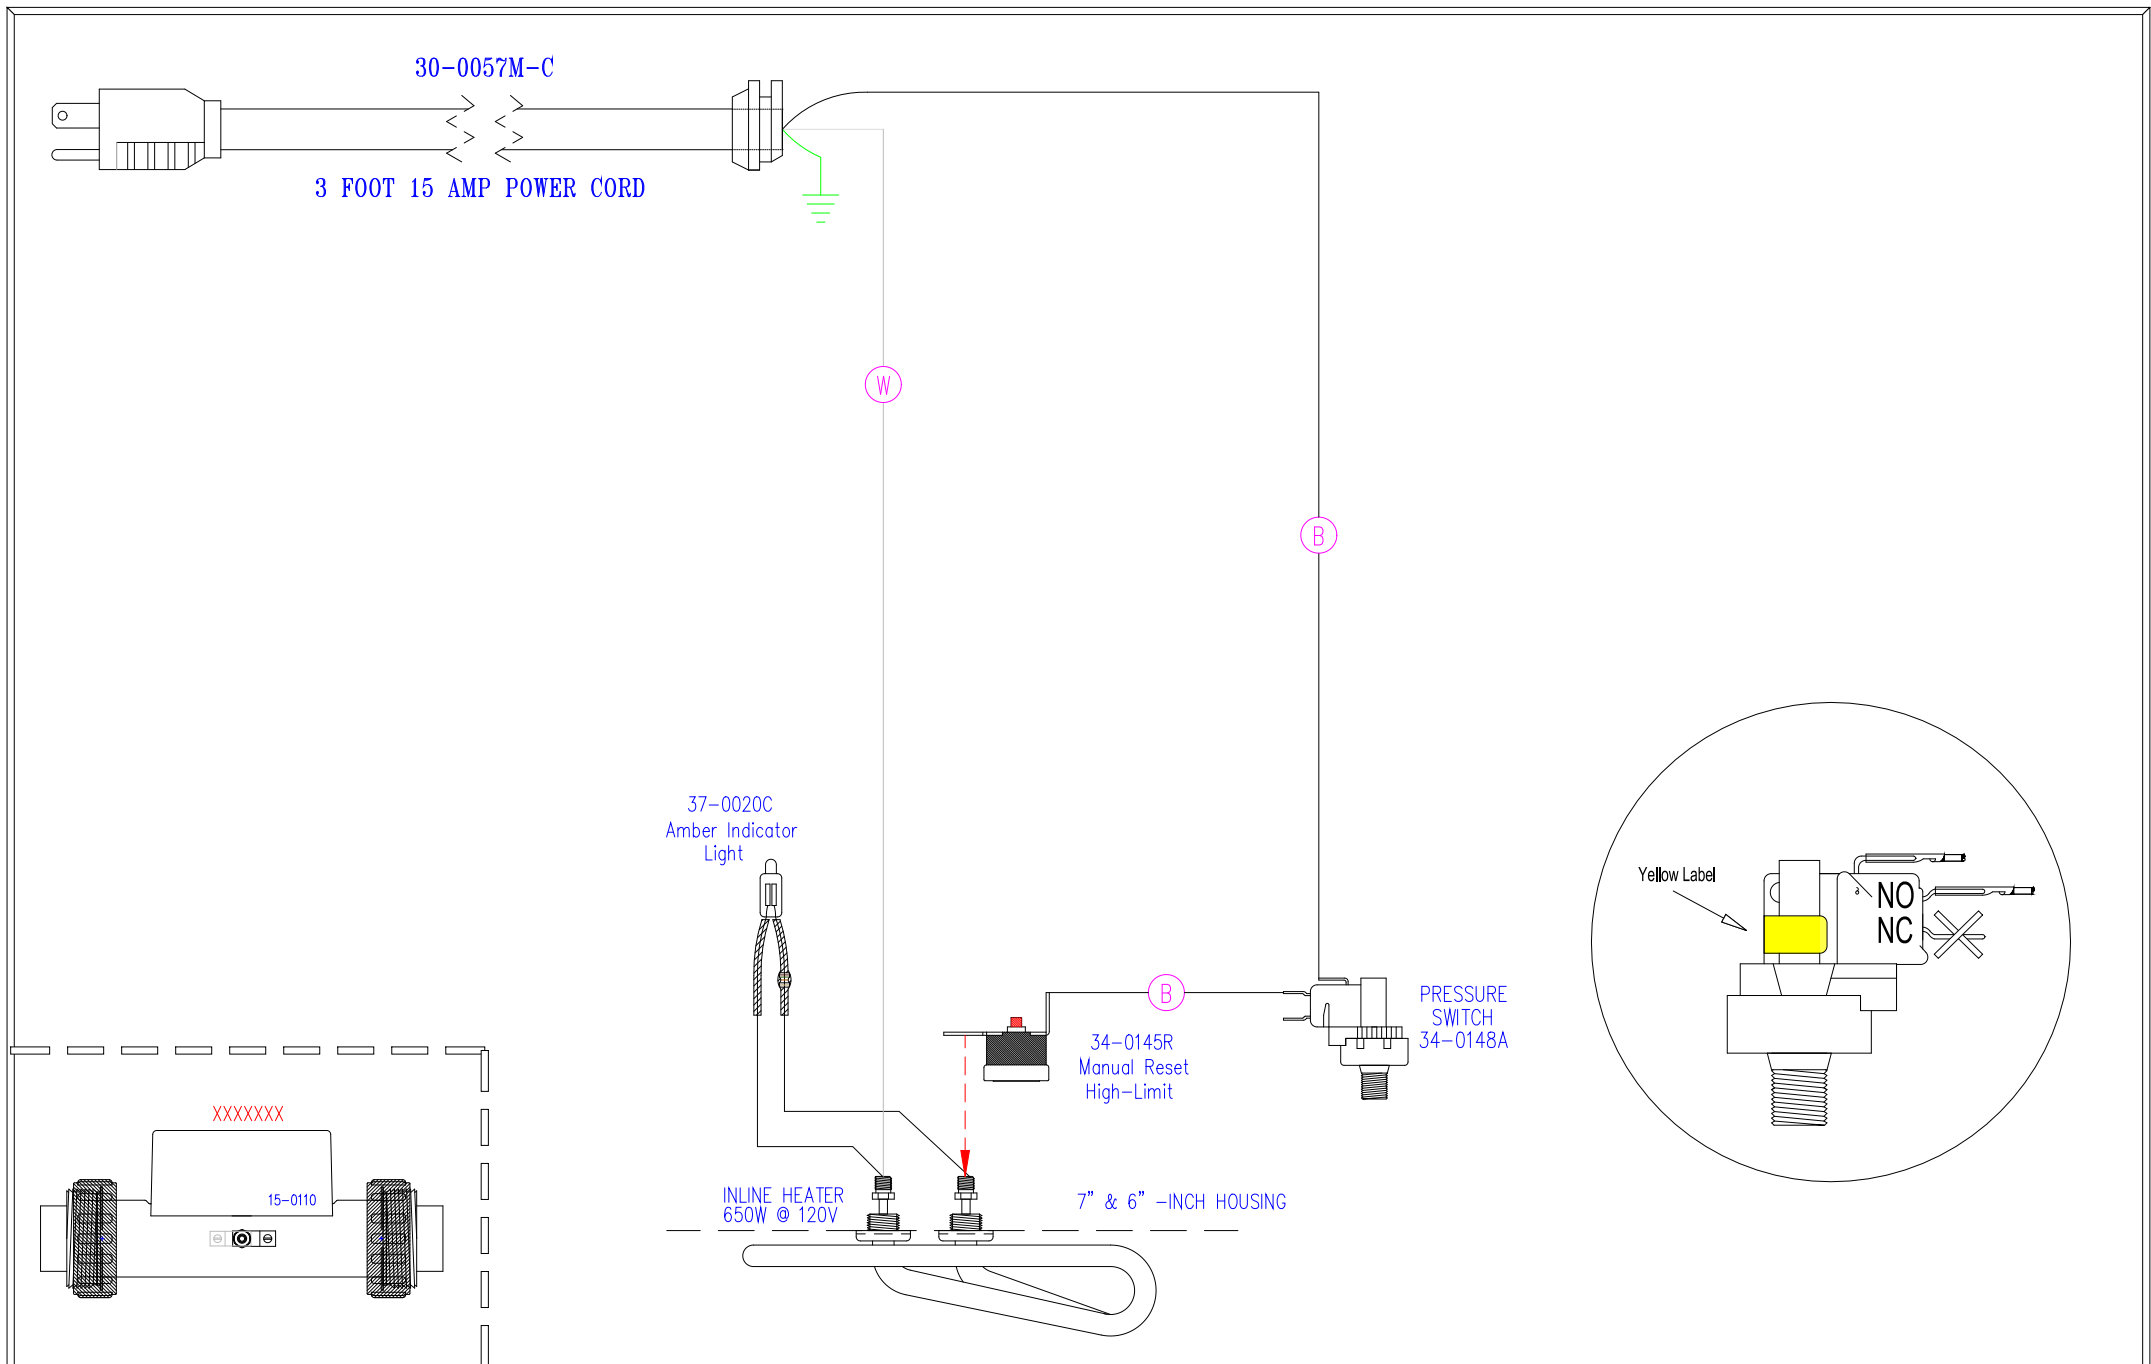 30-0057M-C
3 FOOT 15 AMP POWER CORD
W
B
37-0020C
Amber Indicator
Light
Yellow Label
NO
NC
B
PRESSURE
SWITCH
34-0148A
34-0145R
Manual Reset
High-Limit
XXXXXXX
15-0110
INLINE HEATER
650W @ 120V
7” & 6” -INCH HOUSING